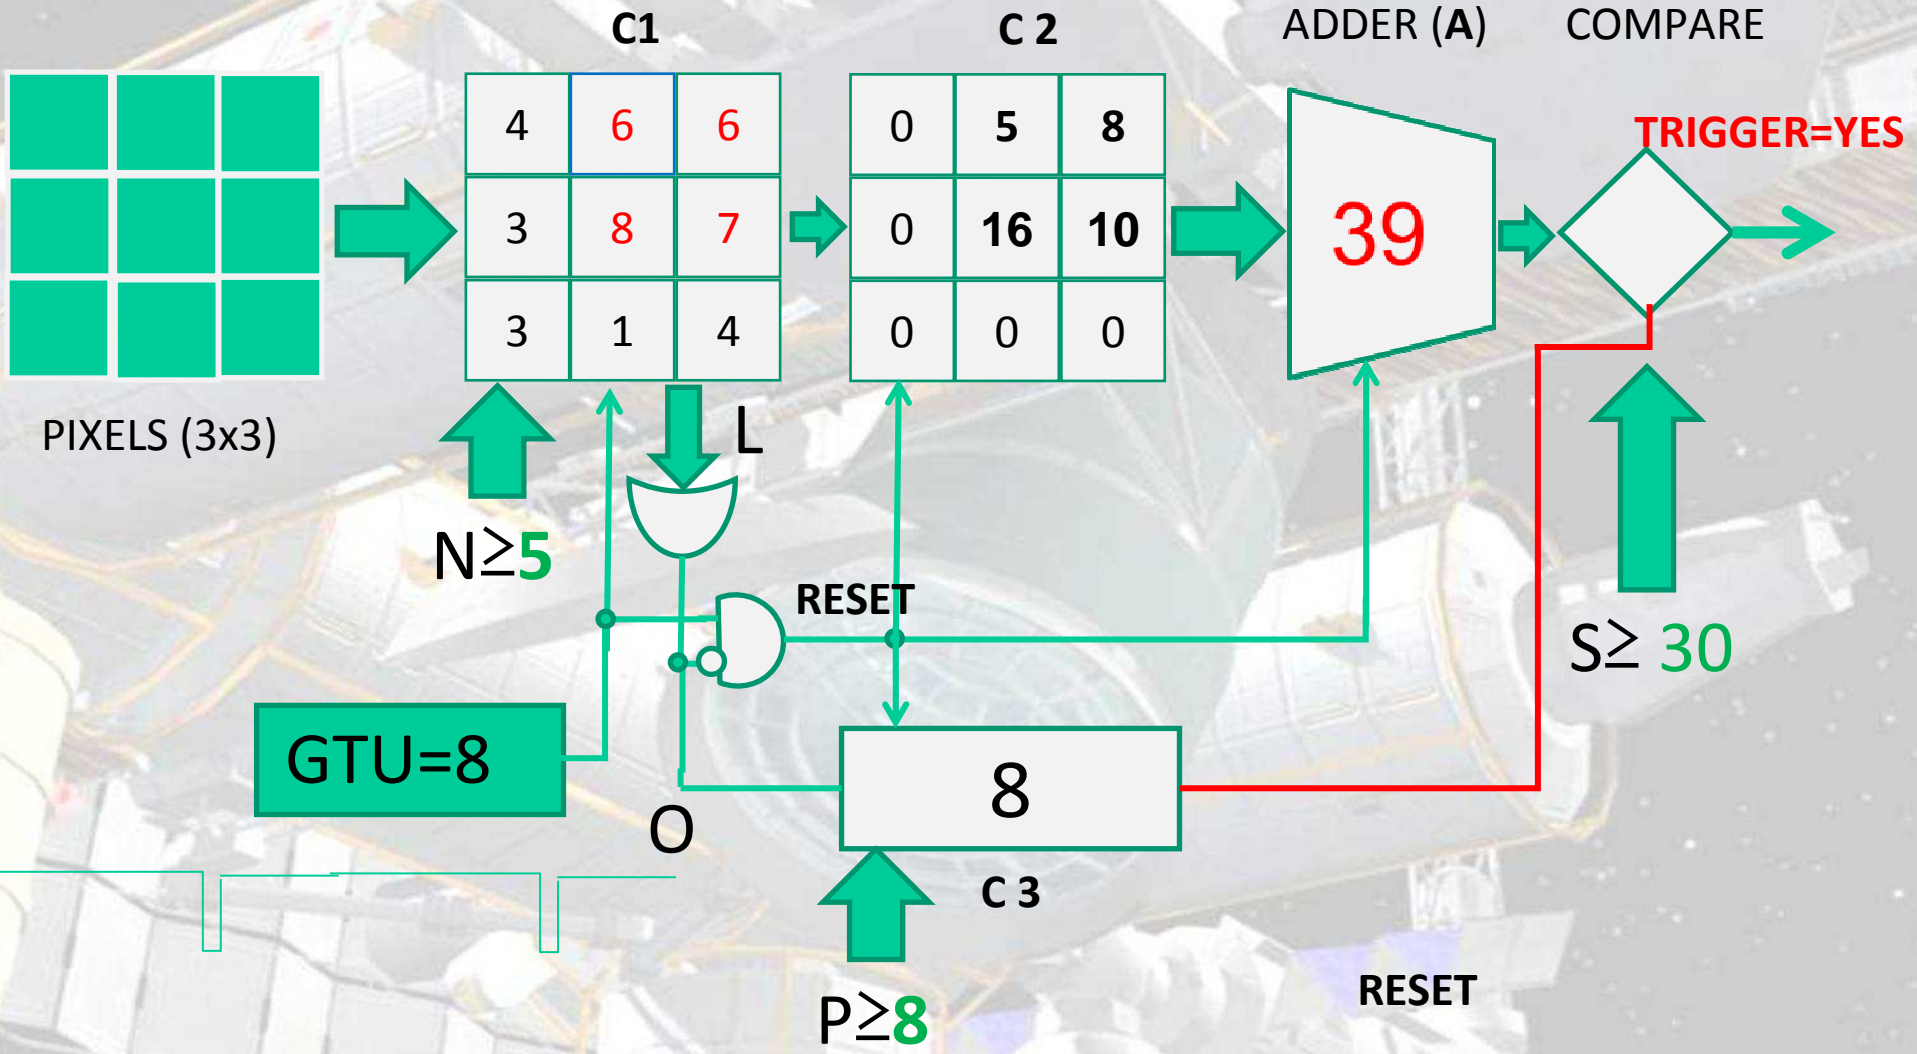 C1
C 2
ADDER (A)
COMPARE
4 6 6
3 8 7
3 1 4
0 5 8
0 16 10
0 0 0
39
TRIGGER=YES
PIXELS (3x3)
L
N≥5
RESET
S≥ 30
GTU=8
O
8
C 3
P≥8
RESET